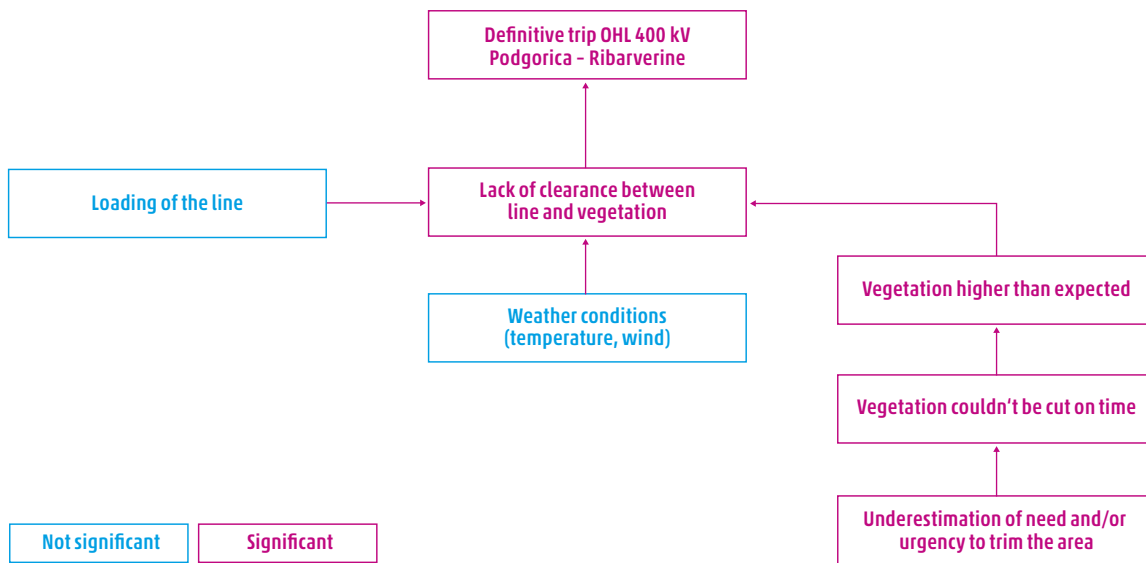 Definitive trip OHL 400 kV
Podgorica – Ribarverine
Loading of the line
Lack of clearance between
line and vegetation
Weather conditions
(temperature, wind)
Vegetation higher than expected
Vegetation couldn‘t be cut on time
Underestimation of need and/or
urgency to trim the area
Not significant
Significant